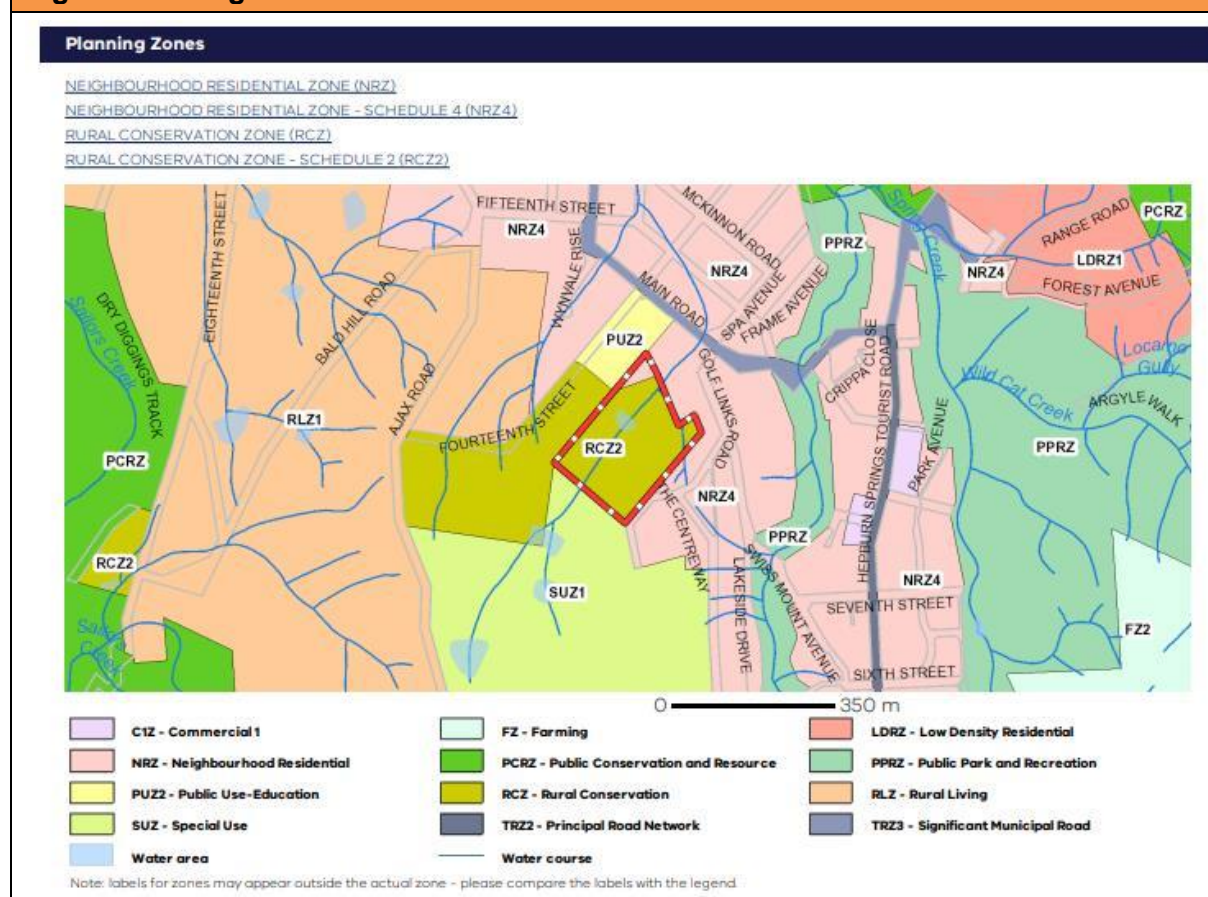 Planning Zones
NEIGHBOURHOOD RESIDENTIAL ZONE (NRZ)
NEIGHBOURHOOD RESIDENTIAL ZONE - SCHEDULE 4 (NRZ4)
RURAL CONSERVATION ZONE (RCZ)
RURAL CONSERVATION ZONE - SCHEDULE 2 (RCZ2)
FIFTEENTH STREET
NRZ4
MCKINNON ROAD
PPRZ
Spring Creek
RANGE ROAD
PCRZ
EIGHTEENTH STREET
WYNVALE RISE
NRZ4
NRZ4
LDRZ1
FOREST AVENUE
DRY DIGGINGS TRACK
Sailors Creek
BALD HILL ROAD
MAIN ROAD
SPA AVENUE
FRAME AVENUE
PUZ2
GOLF LINKS ROAD
CRIPPA CLOSE
Locarno
Gully
Wild Cat Creek
ARGYLE WALK
AJAX ROAD
RLZ1
FOURTEENTH STREET
RCZ2
HEPBURN SPRINGS TOURIST ROAD
PARK AVENUE
PPRZ
PCRZ
NRZ4
THE CENTREWAY
PPRZ
RCZ2
SUZ1
LAKESIDE DRIVE
SWISS MOUNT AVENUE
NRZ4
SEVENTH STREET
FZ2
Sailors
Creek
SIXTH STREET
0 350 m
C1Z - Commercial 1
FZ - Farming
LDRZ - Low Density Residential
NRZ - Neighbourhood Residential
PCRZ - Public Conservation and Resource
PPRZ - Public Park and Recreation
PUZ2 - Public Use-Education
RCZ - Rural Conservation
RLZ - Rural Living
SUZ - Special Use
TRZ2 - Principal Road Network
TRZ3 - Significant Municipal Road
Water area
Water course
Note: labels for zones may appear outside the actual zone - please compare the labels with the legend.